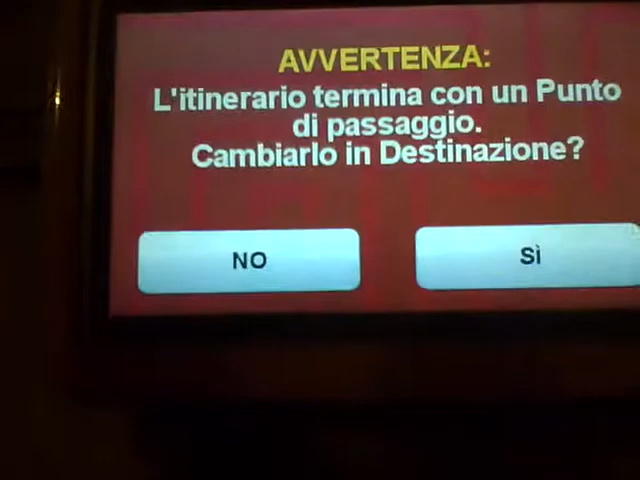 AVVERTENZA:
L'itinerario termina con un Punto
di passaggio.
Cambiarlo in Destinazione?
NO
SÌ